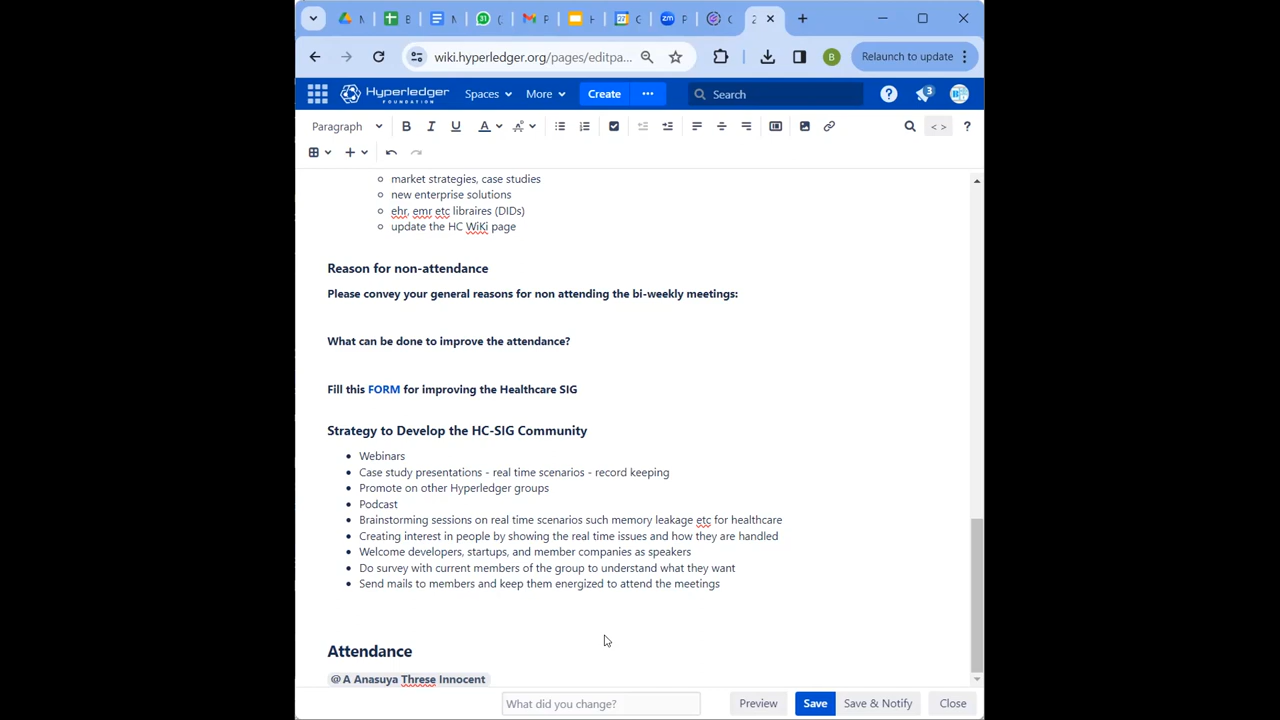 wiki.hyperledger.org/pages/editpa...
B
Relaunch to update
Hyperledger
FOUNDATION
Spaces
More
Create
Search
3
Paragraph
B I U A
market strategies, case studies
new enterprise solutions
ehr, emr etc libraires (DIDs)
update the HC WiKi page
Reason for non-attendance
Please convey your general reasons for non attending the bi-weekly meetings:
What can be done to improve the attendance?
Fill this FORM for improving the Healthcare SIG
Strategy to Develop the HC-SIG Community
Webinars
Case study presentations - real time scenarios - record keeping
Promote on other Hyperledger groups
Podcast
Brainstorming sessions on real time scenarios such memory leakage etc for healthcare
Creating interest in people by showing the real time issues and how they are handled
Welcome developers, startups, and member companies as speakers
Do survey with current members of the group to understand what they want
Send mails to members and keep them energized to attend the meetings
Attendance
@A Anasuya Threse Innocent
What did you change?
Preview
Save
Save & Notify
Close